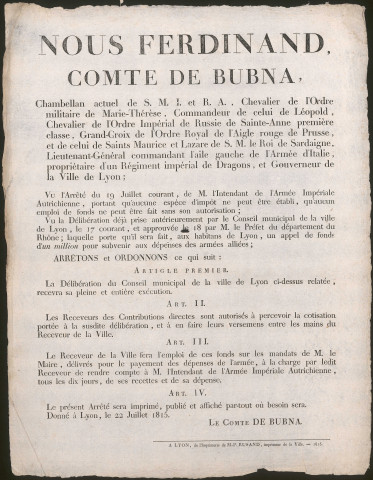 NOUS FERDINAND,
COMTE DE BUBNA,
Chambellan actuel de S. M. I. et R. A., Chevalier de l'Ordre
militaire de Marie-Thérèse, Commandeur de celui de Léopold,
Chevalier de l'Ordre Impérial de Russie de Sainte-Anne première
classe, Grand-Croix de l'Ordre Royal de l'Aigle rouge de Prusse,
et de celui de Saints Maurice et Lazare de S. M. le Roi de Sardaigne,
Lieutenant-Général commandant l'aile gauche de l'Armée d'Italie,
propriétaire d'un Régiment impérial de Dragons, et Gouverneur de
la Ville de Lyon;
Vu l'Arrêté du 19 Juillet courant, de M. l'Intendant de l'Armée Impériale
Autrichienne, portant qu'aucune espèce d'impôt ne peut être établi, qu'aucun
emploi de fonds ne peut être fait sans son autorisation;
Vu la Délibération déjà prise antérieurement par le Conseil municipal de la ville
de Lyon, le 17 courant, et approuvée le 18 par M. le Préfet du département du
Rhône; laquelle porte qu'il sera fait, aux habitans de Lyon, un appel de fonds
d'un million pour subvenir aux dépenses des armées alliées;
ARRÊTONS et ORDONNONS ce qui suit:
ARTICLE PREMIER.
La Délibération du Conseil municipal de la ville de Lyon ci-dessus relatée,
recevra sa pleine et entière exécution.
ART. II.
Les Receveurs des Contributions directes sont autorisés à percevoir la cotisation
portée à la susdite délibération, et à en faire leurs versemens entre les mains du
Receveur de la Ville.
ART. III.
Le Receveur de la Ville fera l'emploi de ces fonds sur les mandats de M. le
Maire, délivrés pour le payement des dépenses de l'armée, à la charge par ledit
Receveur de rendre compte à M. l'Intendant de l'Armée Impériale Autrichienne,
tous les dix jours, de ses recettes et de sa dépense.
ART. IV.
Le présent Arrêté sera imprimé, publié et affiché partout où besoin sera.
Donné à Lyon, le 22 Juillet 1815.
LE COMTE DE BUBNA.
A LYON, de l'Imprimerie de M.P. RUSAND, imprimeur de la Ville. — 1815.